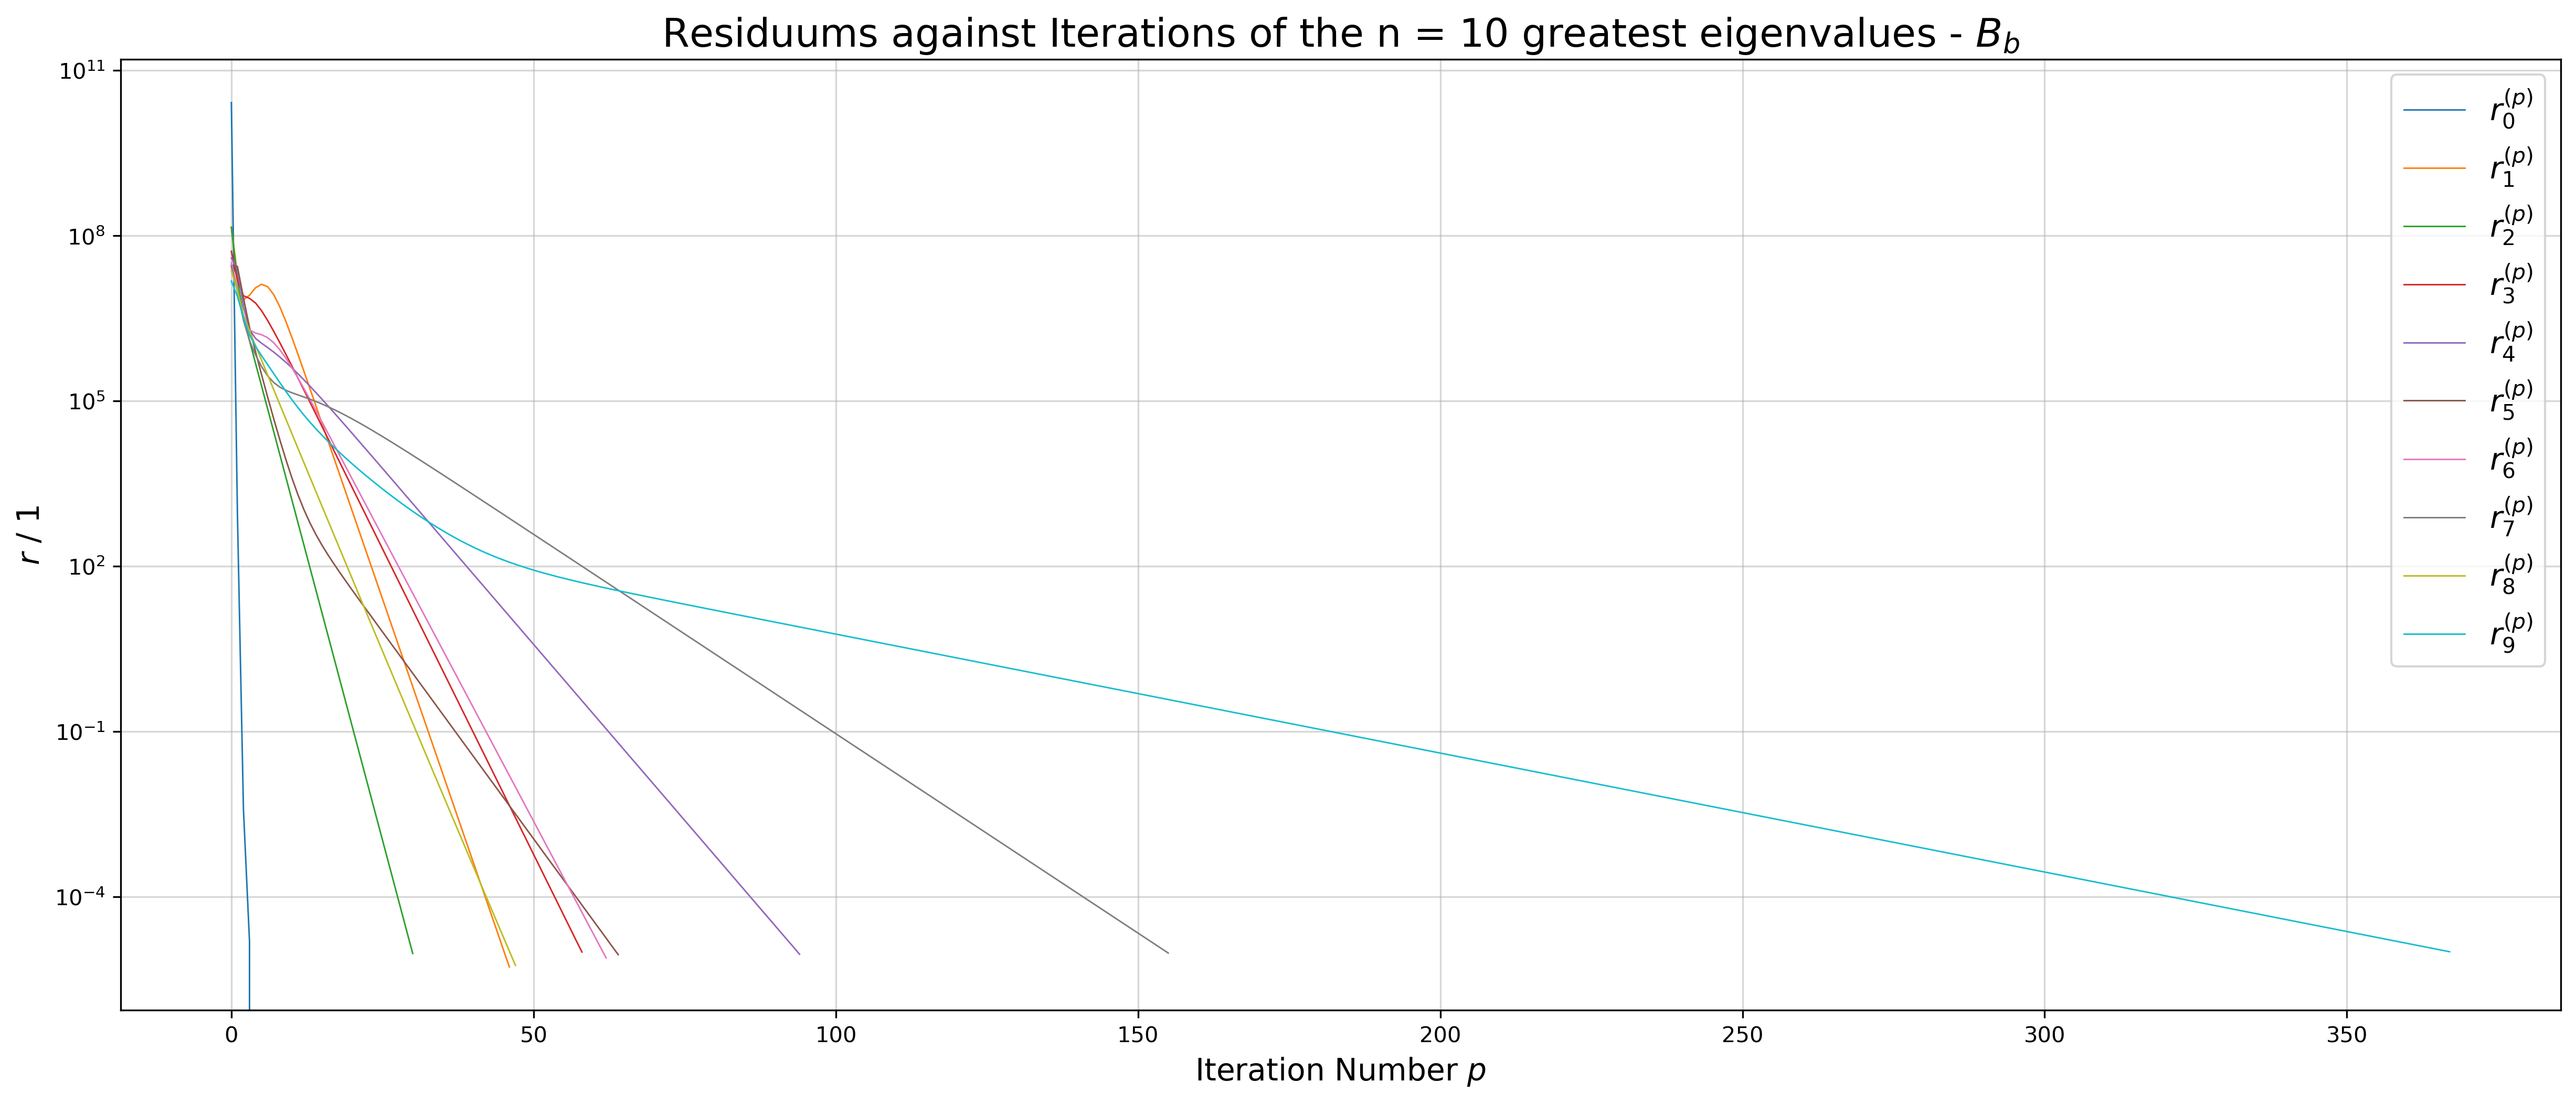 Residuums against Iterations of the n = 10 greatest eigenvalues - $B_b$
$10^{11}$
$10^{8}$
$10^{5}$
$10^{2}$
$10^{-1}$
$10^{-4}$
$r$ / 1
$r_0^{(p)}$
$r_1^{(p)}$
$r_2^{(p)}$
$r_3^{(p)}$
$r_4^{(p)}$
$r_5^{(p)}$
$r_6^{(p)}$
$r_7^{(p)}$
$r_8^{(p)}$
$r_9^{(p)}$
0 50 100 150 200 250 300 350
Iteration Number $p$